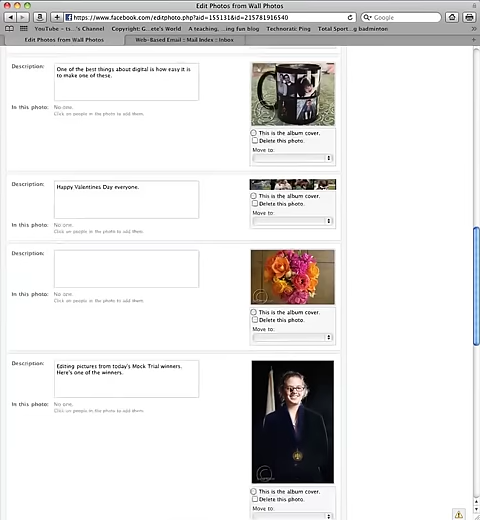 Edit Photos from Wall Photos
https://www.facebook.com/editphoto.php?aid=155131&id=215781916540
Google
YouTube - ts...'s Channel
Copyright: G...ete's World
A teaching, ...ing fun blog
Technorati: Ping
Total Sport...g badminton
Edit Photos from Wall Photos
Web-Based Email :: Mail Index ::Inbox
Description:
One of the best things about digital is how easy it is
to make one of these.
In this photo:
No one.
Click on people in the photo to add them.
This is the album cover.
Delete this photo.
Move to:
Description:
Happy Valentines Day everyone.
In this photo:
No one.
Click on people in the photo to add them.
This is the album cover.
Delete this photo.
Move to:
Description:
In this photo:
No one.
Click on people in the photo to add them.
This is the album cover.
Delete this photo.
Move to:
Description:
Editing pictures from today's Mock Trial winners.
Here's one of the winners.
In this photo:
No one.
Click on people in the photo to add them.
This is the album cover.
Delete this photo.
Move to: